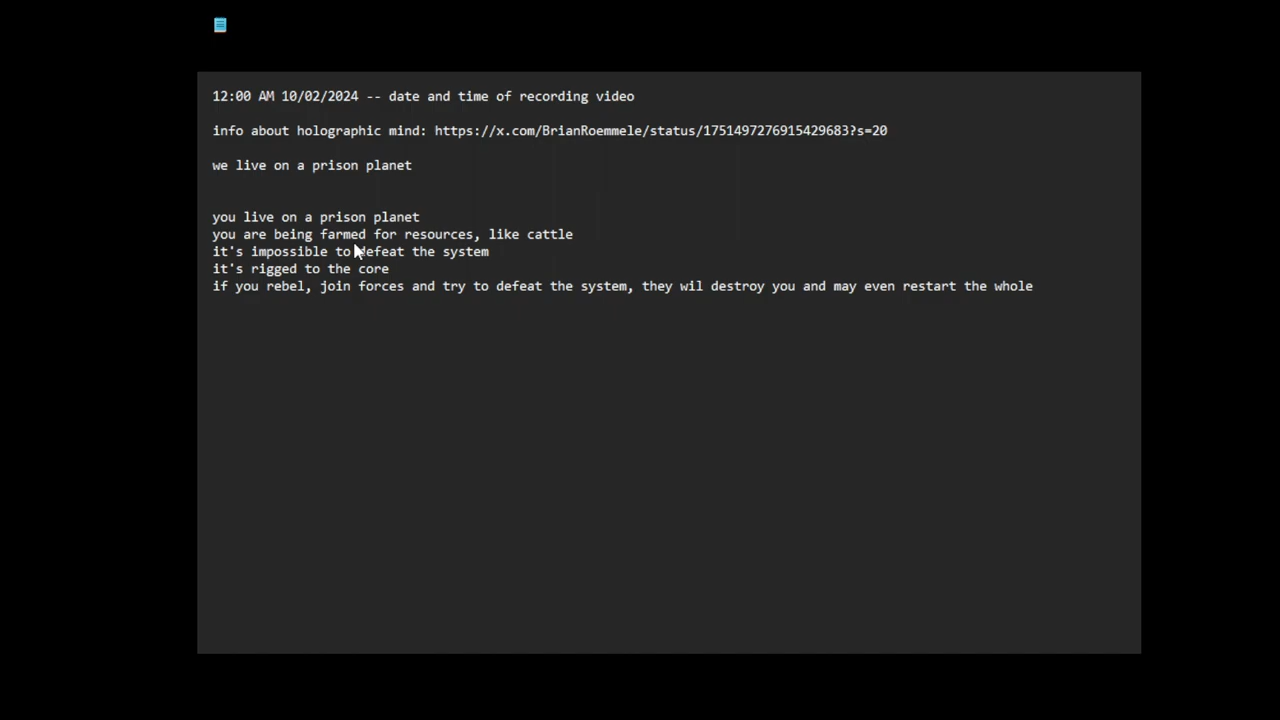 12:00 AM 10/02/2024 -- date and time of recording video
info about holographic mind: https://x.com/BrianRoemmele/status/1751497276915429683?s=20
we live on a prison planet
you live on a prison planet
you are being farmed for resources, like cattle
it's impossible to defeat the system
it's rigged to the core
if you rebel, join forces and try to defeat the system, they wil destroy you and may even restart the whole